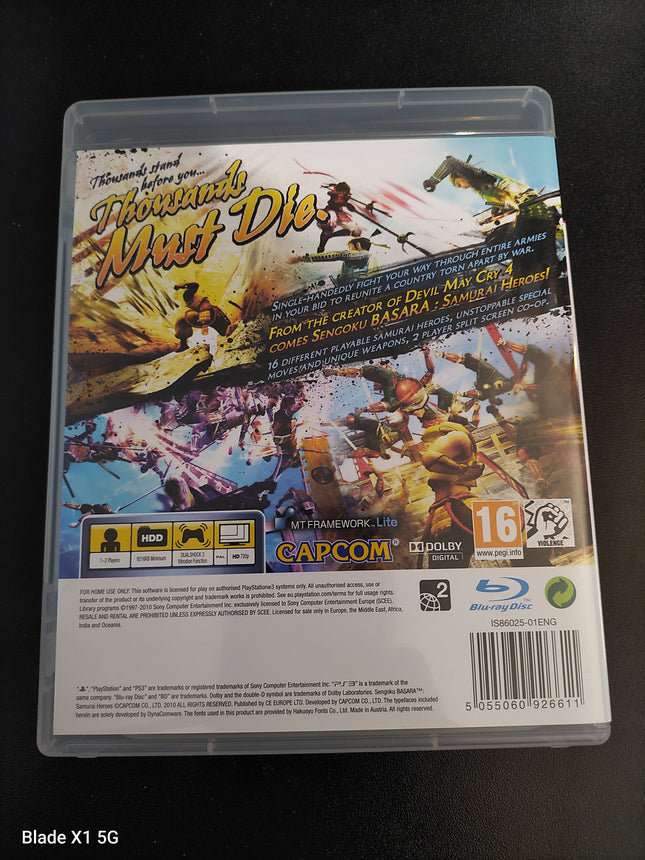 Thousands stand
before you...
Thousands
Must Die.
SINGLE-HANDEDLY FIGHT YOUR WAY THROUGH ENTIRE ARMIES
IN YOUR BID TO REUNITE A COUNTRY TORN APART BY WAR.
FROM THE CREATOR OF DEVIL MAY CRY 4
COMES SENGOKU BASARA : SAMURAI HEROES!
16 DIFFERENT PLAYABLE SAMURAI HEROES, UNSTOPPABLE SPECIAL
MOVES AND UNIQUE WEAPONS, 2 PLAYER SPLIT SCREEN CO-OP.
1-2 Players
HDD
9219MB Minimum
DUALSHOCK 3
Vibration Function
PAL
HD 720p
MT FRAMEWORK™ Lite
CAPCOM®
DOLBY
DIGITAL
16
www.pegi.info
VIOLENCE
FOR HOME USE ONLY. This software is licensed for play on authorised PlayStation®3 systems only. All unauthorised access, use or
transfer of the product or its underlying copyright and trademark works is prohibited. See eu.playstation.com/terms for full usage rights.
Library programs ©1997-2010 Sony Computer Entertainment Inc. exclusively licensed to Sony Computer Entertainment Europe (SCEE).
RESALE AND RENTAL ARE PROHIBITED UNLESS EXPRESSLY AUTHORISED BY SCEE. Licensed for sale only in Europe, the Middle East, Africa,
India and Oceania.
2
Blu-ray Disc™
IS86025-01ENG
", "PlayStation" and "PS3" are trademarks or registered trademarks of Sony Computer Entertainment Inc. "PS3" is a trademark of the
same company. "Blu-ray Disc" and "BD" are trademarks. Dolby and the double-D symbol are trademarks of Dolby Laboratories. Sengoku BASARA™:
Samurai Heroes ©CAPCOM CO., LTD. 2010 ALL RIGHTS RESERVED. Published by CE EUROPE LTD. Developed by CAPCOM CO., LTD. The typefaces included
herein are solely developed by DynaComware. The fonts used in this product are provided by Hakusyu Fonts Co., Ltd. Made in Austria. All rights reserved.
5 055060 926611
Blade X1 5G